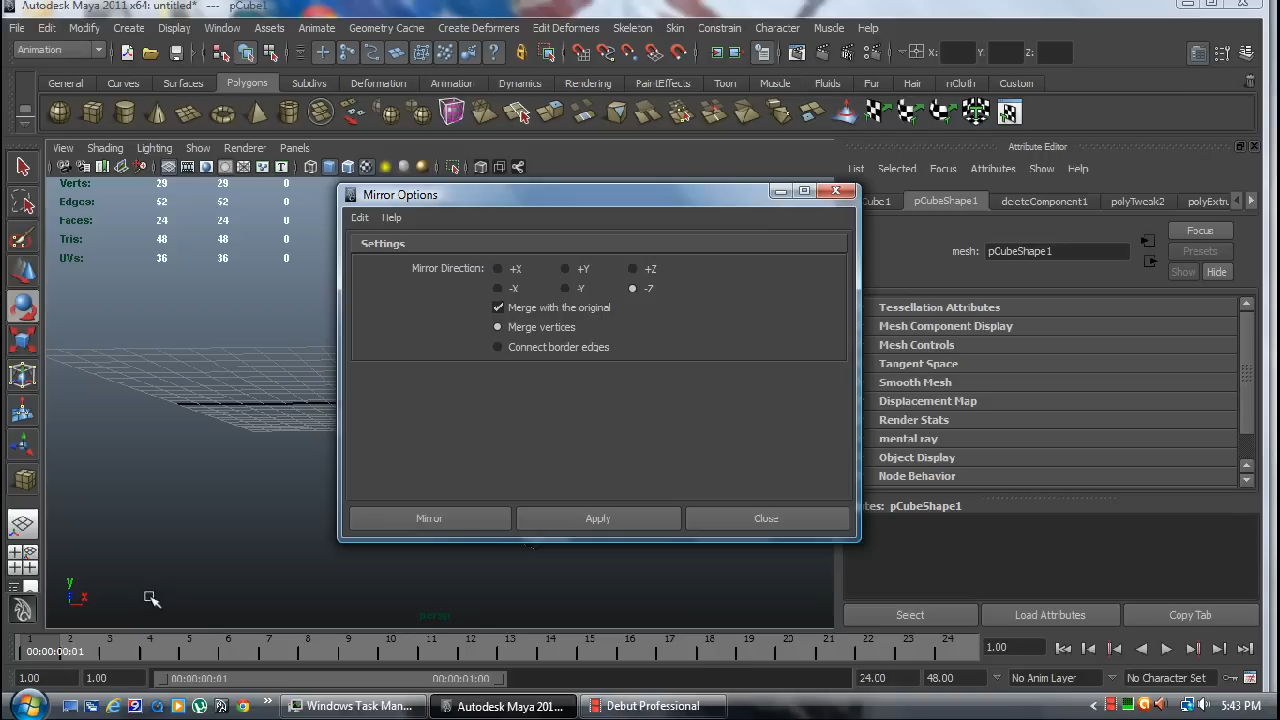 Autodesk Maya 2011 x64: untitled* --- pCube1
File Edit Modify Create Display Window Assets Animate Geometry Cache Create Deformers Edit Deformers Skeleton Skin Constrain Character Muscle Help
Animation X: Y: Z:
General Curves Surfaces Polygons Subdivs Deformation Animation Dynamics Rendering PaintEffects Toon Muscle Fluids Fur Hair nCloth Custom
View Shading Lighting Show Renderer Panels
Verts: 29 29 0
Edges: 52 52 0
Faces: 24 24 0
Tris: 48 48 0
UVs: 36 36 0
y
x
persp
Mirror Options
Edit Help
Settings
Mirror Direction: +X +Y +Z
-X -Y -Z
Merge with the original
Merge vertices
Connect border edges
Mirror Apply Close
Attribute Editor
List Selected Focus Attributes Show Help
Cube1 pCubeShape1 deleteComponent1 polyTweak2 polyExtru
Focus
mesh: pCubeShape1 Presets
Show Hide
Tessellation Attributes
Mesh Component Display
Mesh Controls
Tangent Space
Smooth Mesh
Displacement Map
Render Stats
mental ray
Object Display
Node Behavior
tes: pCubeShape1
Select Load Attributes Copy Tab
1 2 3 4 5 6 7 8 9 10 11 12 13 14 15 16 17 18 19 20 21 22 23 24
00:00:00:01 1.00
1.00 1.00 00:00:00:01 00:00:01:00 24.00 48.00 No Anim Layer No Character Set
Windows Task Man... Autodesk Maya 201... Debut Professional 5:43 PM